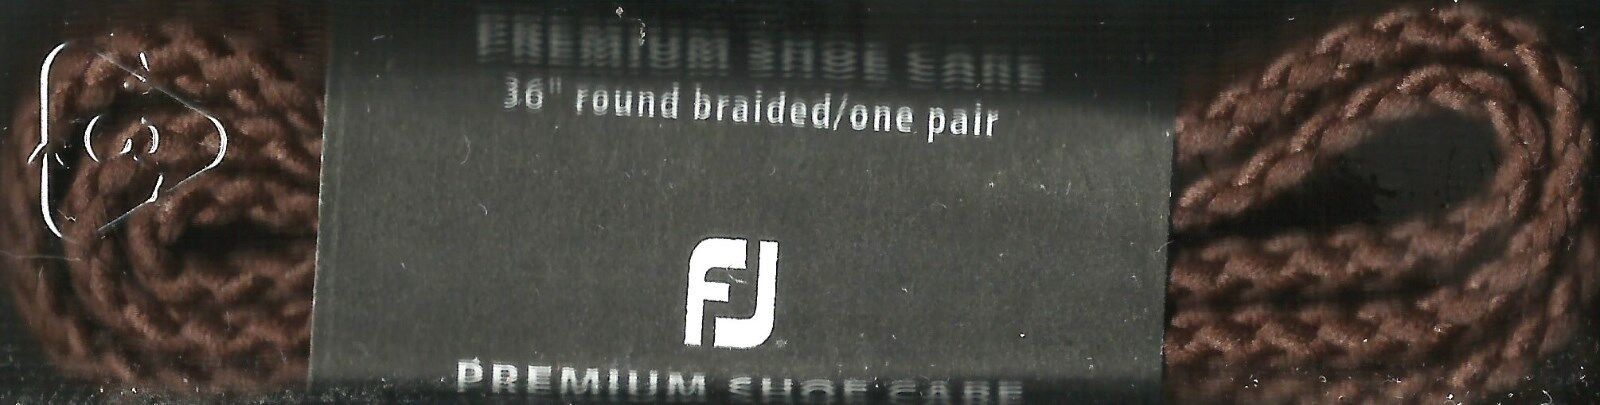 PREMIUM SHOE CARE
36" round braided/one pair
FJ
PREMIUM SHOE CARE